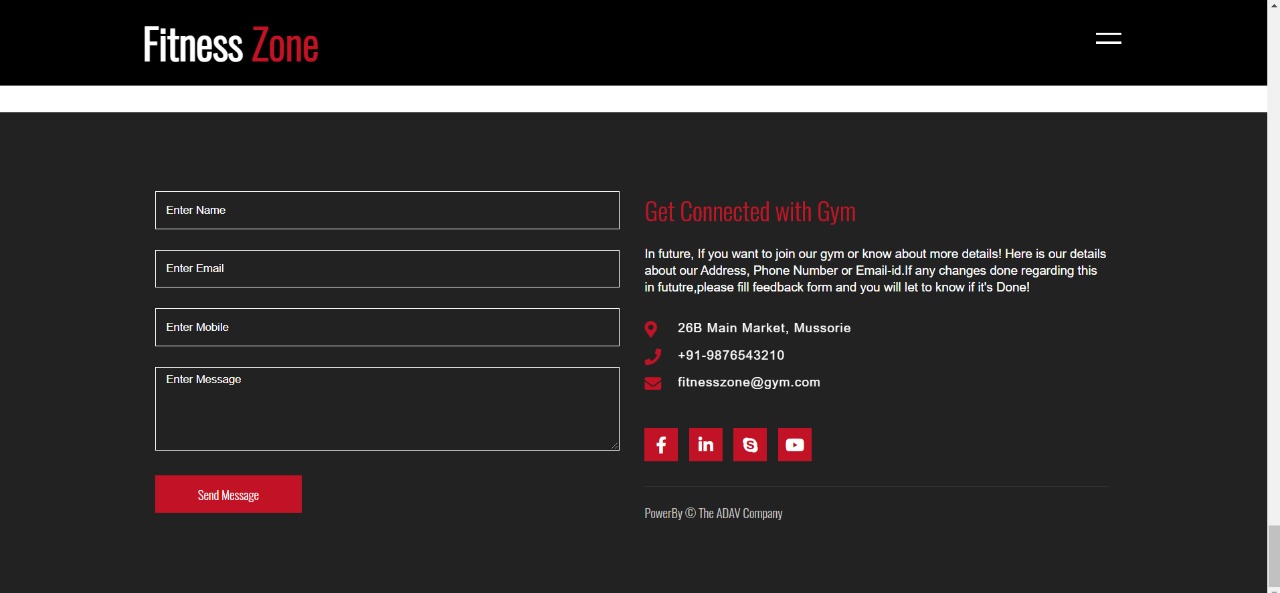 Fitness Zone
Enter Name
Enter Email
Enter Mobile
Enter Message
Send Message
Get Connected with Gym
In future, If you want to join our gym or know about more details! Here is our details
about our Address, Phone Number or Email-id.If any changes done regarding this
in fututre,please fill feedback form and you will let to know if it's Done!
26B Main Market, Mussorie
+91-9876543210
fitnesszone@gym.com
PowerBy © The ADAV Company